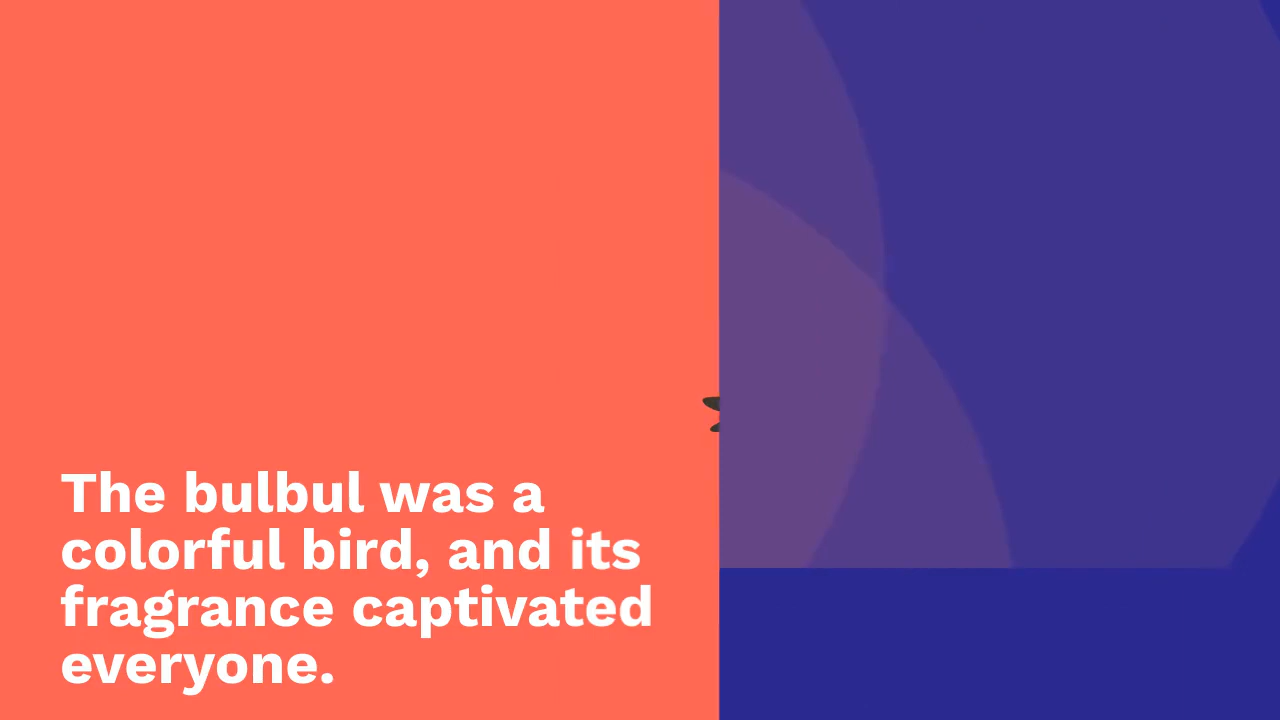 The bulbul was a
colorful bird, and its
fragrance captivated
everyone.